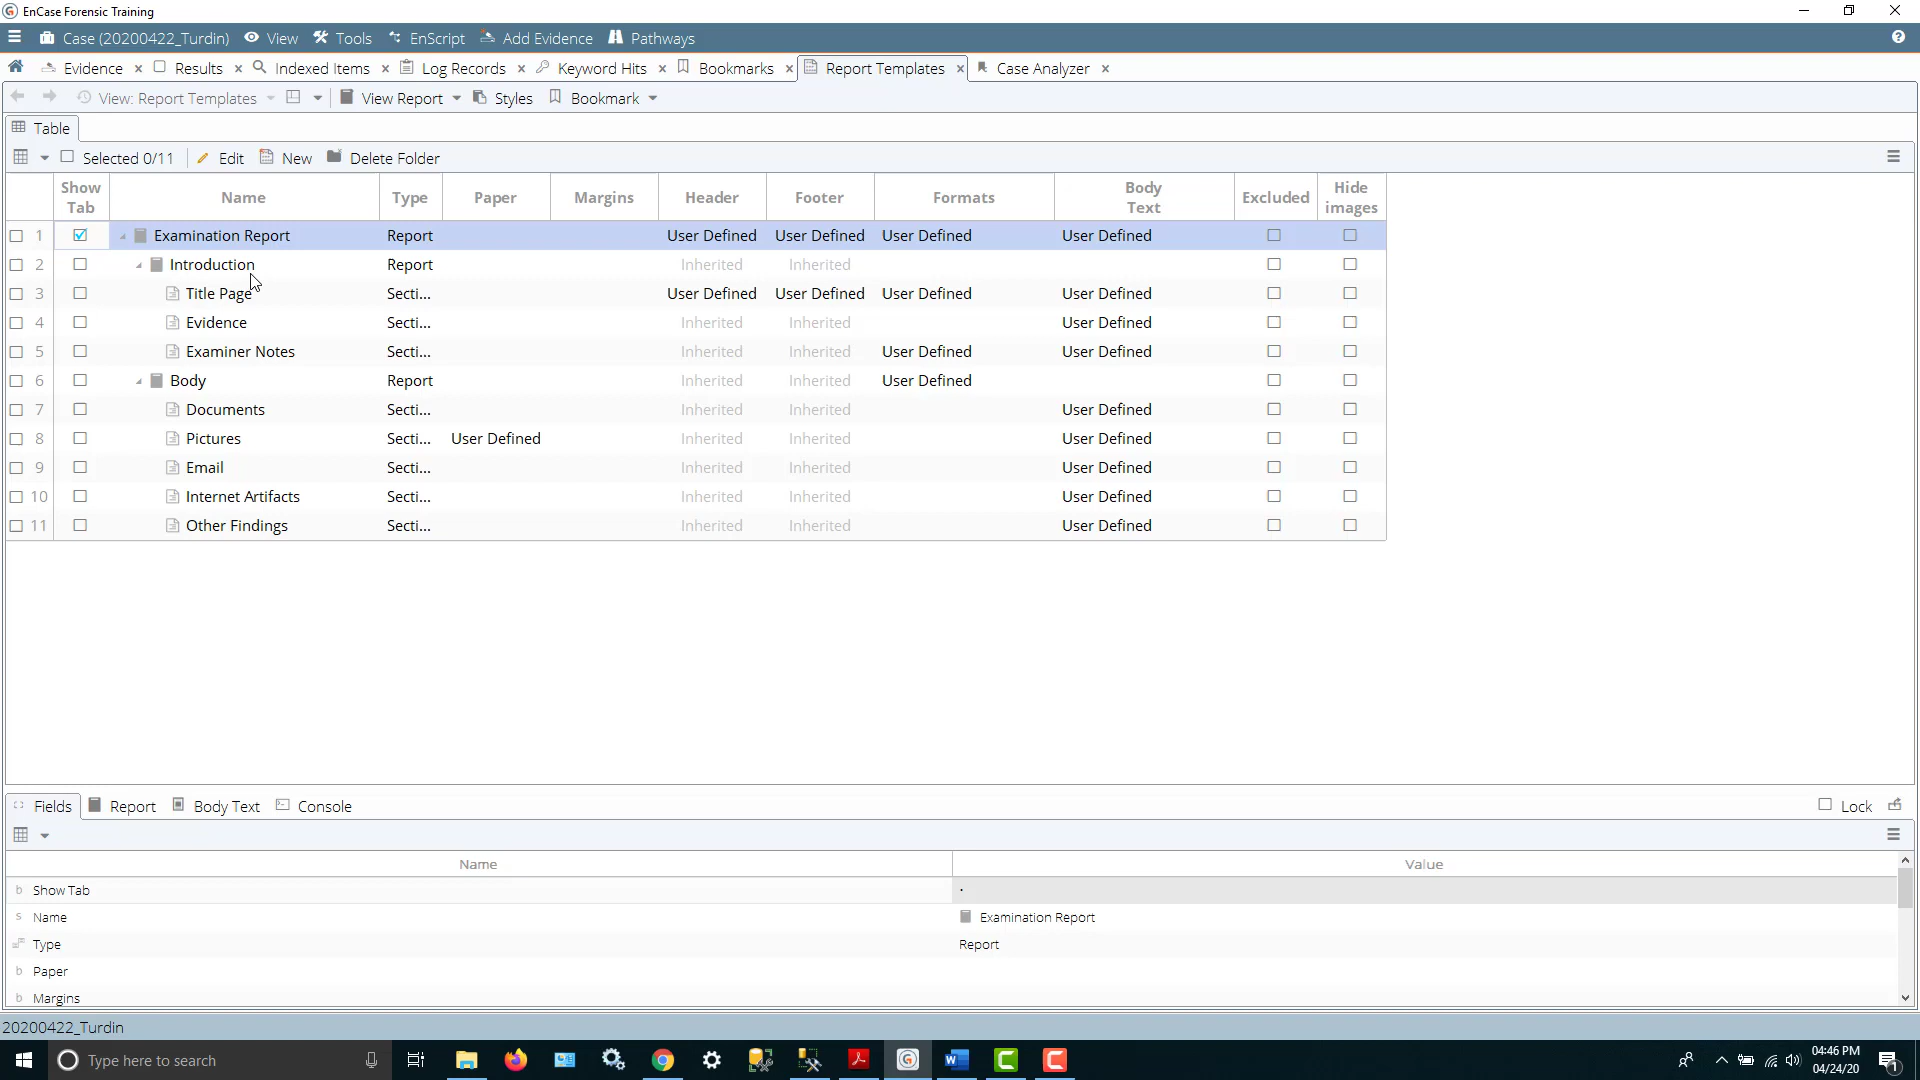 EnCase Forensic Training
Case (20200422_Turdin) View Tools EnScript Add Evidence Pathways
Evidence Results Indexed Items Log Records Keyword Hits Bookmarks Report Templates Case Analyzer
View: Report Templates View Report Styles Bookmark
Table
Selected 0/11 Edit New Delete Folder
Show Tab Name Type Paper Margins Header Footer Formats Body Text Excluded Hide images
1 Examination Report Report User Defined User Defined User Defined User Defined
2 Introduction Report Inherited Inherited
3 Title Page Secti... User Defined User Defined User Defined User Defined
4 Evidence Secti... Inherited Inherited User Defined
5 Examiner Notes Secti... Inherited Inherited User Defined User Defined
6 Body Report Inherited Inherited User Defined
7 Documents Secti... Inherited Inherited User Defined
8 Pictures Secti... User Defined Inherited Inherited User Defined
9 Email Secti... Inherited Inherited User Defined
10 Internet Artifacts Secti... Inherited Inherited User Defined
11 Other Findings Secti... Inherited Inherited User Defined
Fields Report Body Text Console Lock
Name Value
b Show Tab •
s Name Examination Report
Type Report
b Paper
b Margins
20200422_Turdin
Type here to search
04:46 PM
04/24/20
1